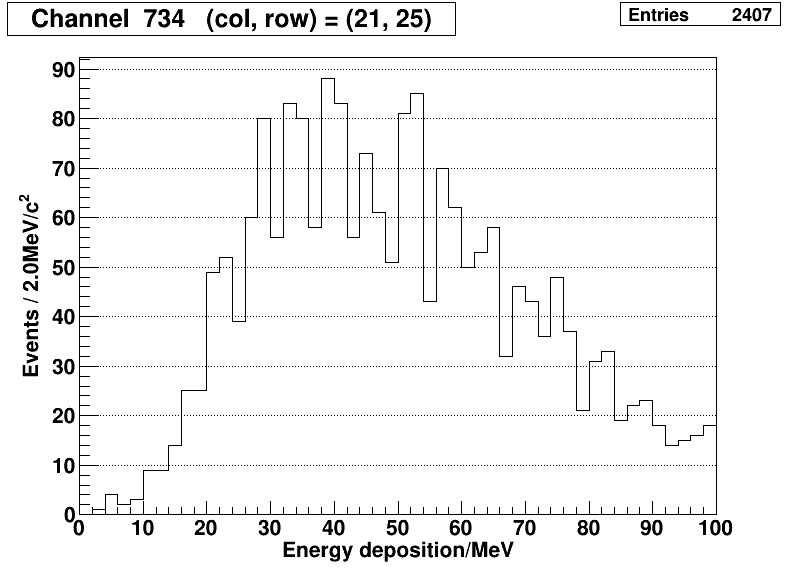 Channel 734 (col, row) = (21, 25)
Entries 2407
90
80
70
60
50
40
30
20
10
0
Events / 2.0MeV/c²
0 10 20 30 40 50 60 70 80 90 100
Energy deposition/MeV